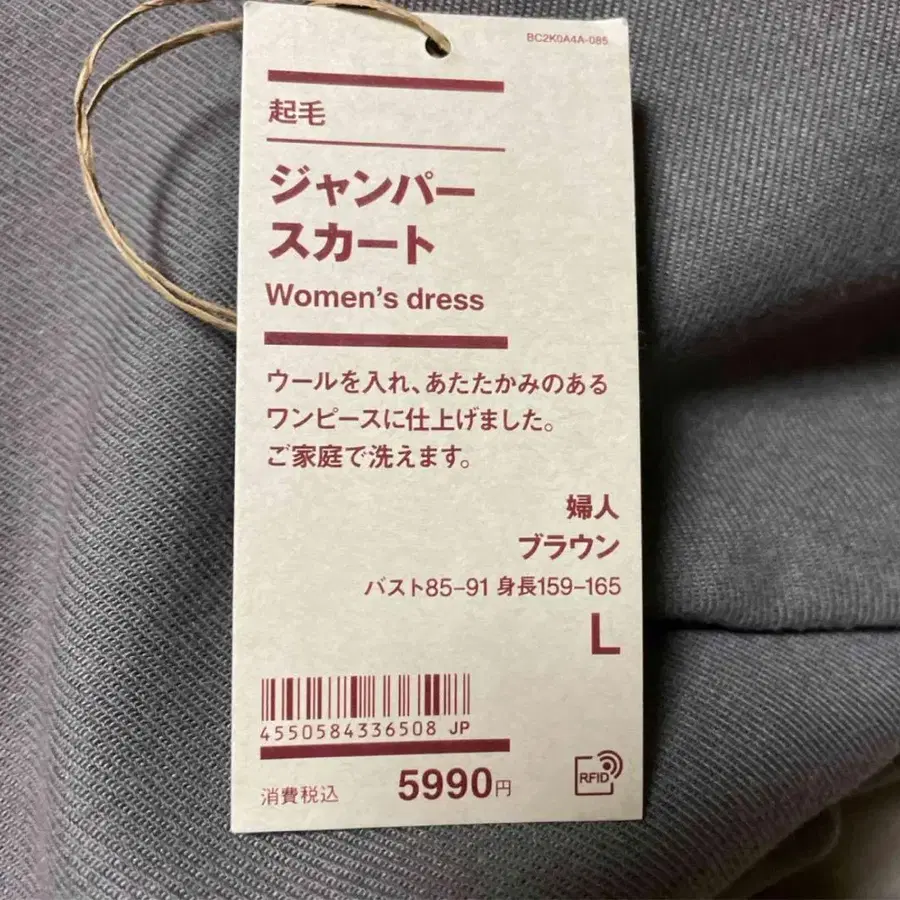 BC2K0A4A-085
起毛
ジャンパー
スカート
Women's dress
ウールを入れ、あたたかみのある
ワンピースに仕上げました。
ご家庭で洗えます。
婦人
ブラウン
バスト85–91 身長159–165
L
4550584336508 JP
消費税込 5990円
RFID